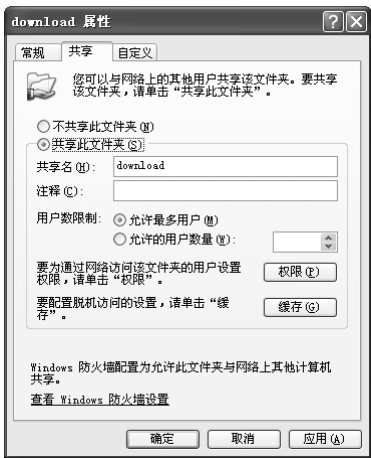 download 属性
常规
共享
自定义
您可以与网络上的其他用户共享该文件夹。要共享
该文件夹，请单击“共享此文件夹”。
不共享此文件夹(N)
共享此文件夹(S)
共享名(H):
download
注释(C):
用户数限制:
允许最多用户(M)
允许的用户数量(W):
要为通过网络访问该文件夹的用户设置
权限，请单击“权限”。
权限(P)
要配置脱机访问的设置，请单击“缓
存”。
缓存(G)
Windows 防火墙配置为允许此文件夹与网络上其他计算机
共享。
查看 Windows 防火墙设置
确定
取消
应用(A)